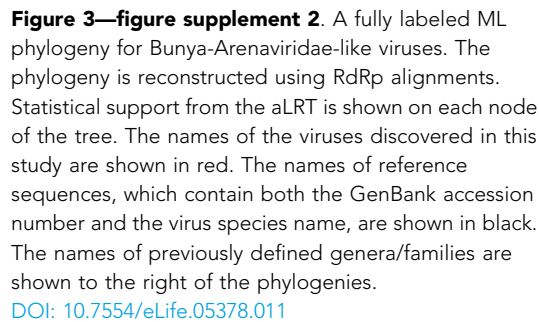 Figure 3—figure supplement 2. A fully labeled ML
phylogeny for Bunya-Arenaviridae-like viruses. The
phylogeny is reconstructed using RdRp alignments.
Statistical support from the aLRT is shown on each node
of the tree. The names of the viruses discovered in this
study are shown in red. The names of reference
sequences, which contain both the GenBank accession
number and the virus species name, are shown in black.
The names of previously defined genera/families are
shown to the right of the phylogenies.
DOI: 10.7554/eLife.05378.011